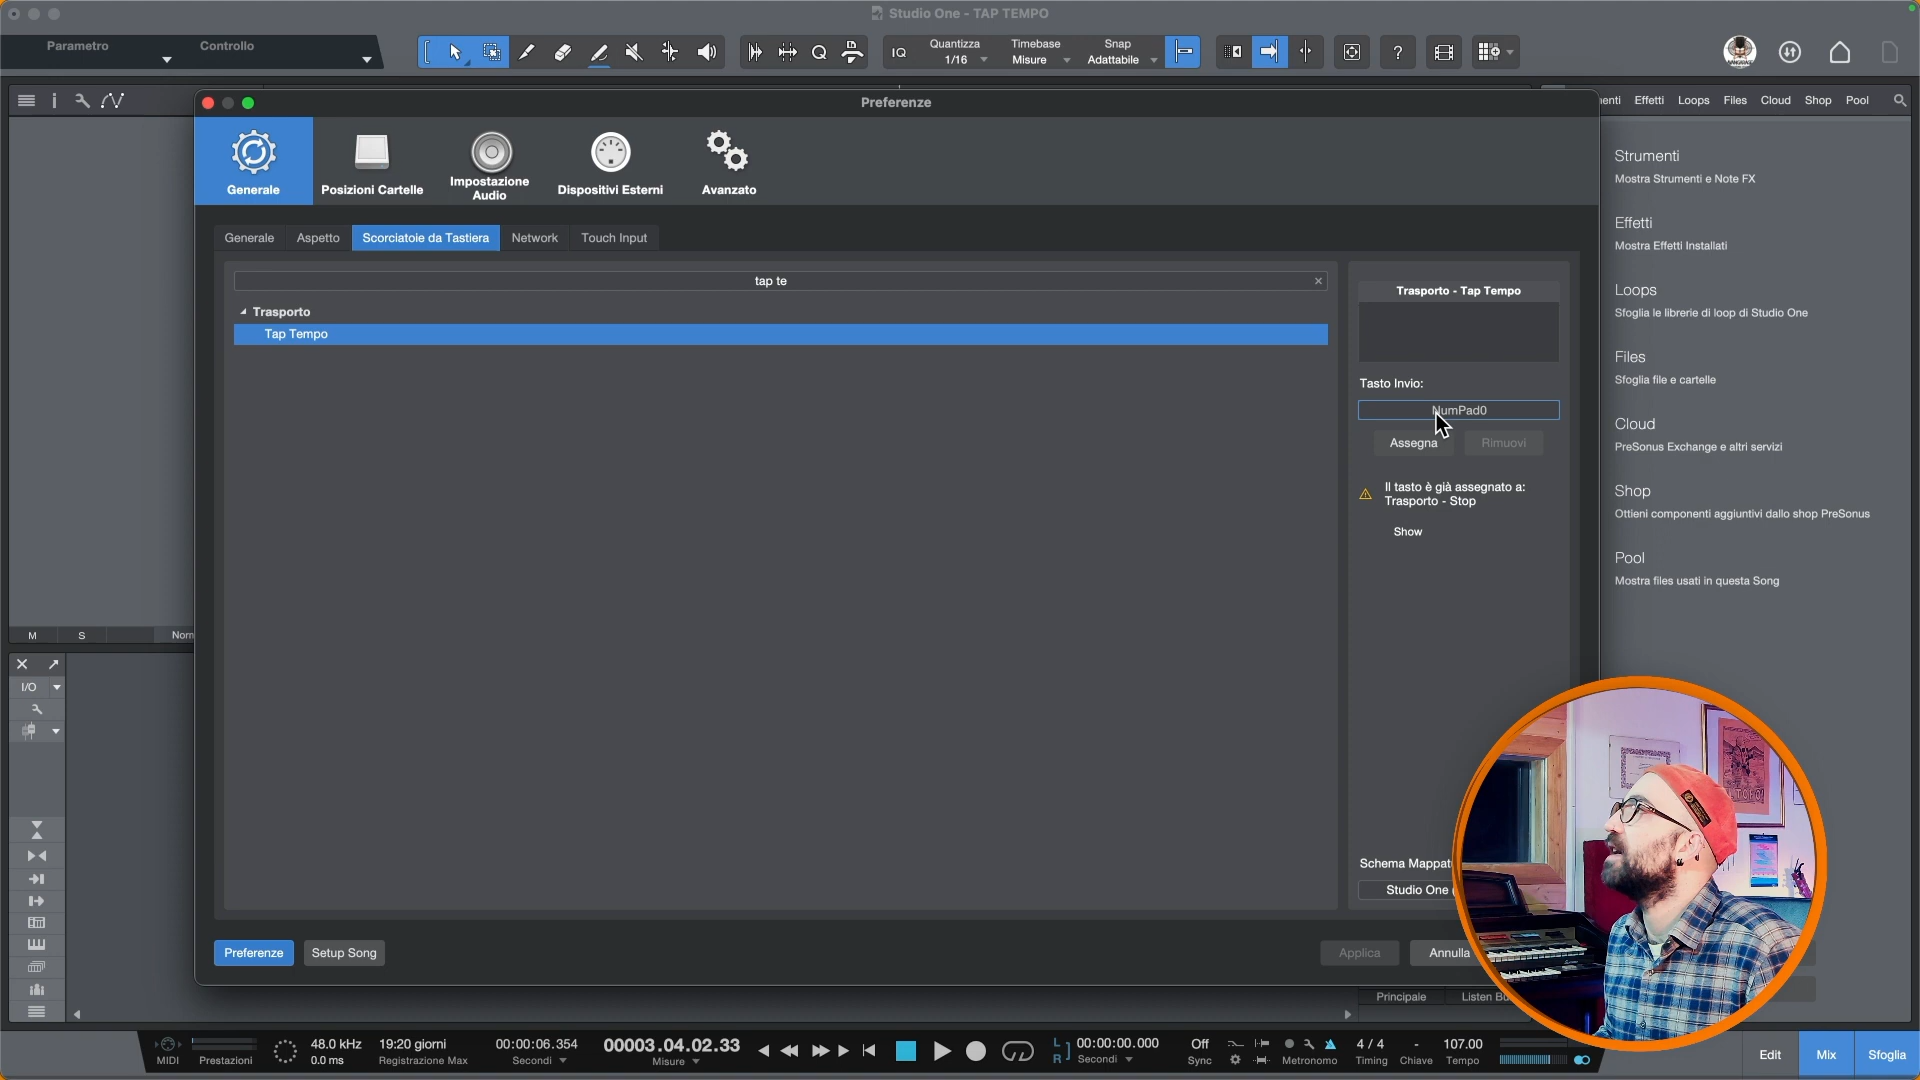 Studio One - TAP TEMPO
Parametro
Controllo
IQ
Quantizza
1/16
Timebase
Misure
Snap
Adattabile
?
Preferenze
Effetti
Loops
Files
Cloud
Shop
Pool
Generale
Posizioni Cartelle
Impostazione
Audio
Dispositivi Esterni
Avanzato
Generale
Aspetto
Scorciatoie da Tastiera
Network
Touch Input
tap te
Trasporto
Tap Tempo
Trasporto - Tap Tempo
Tasto Invio:
NumPad0
Assegna
Rimuovi
Il tasto è già assegnato a:
Trasporto - Stop
Show
Studio One
Preferenze
Setup Song
Applica
Annulla
Strumenti
Mostra Strumenti e Note FX
Effetti
Mostra Effetti Installati
Loops
Sfoglia le librerie di loop di Studio One
Files
Sfoglia file e cartelle
Cloud
PreSonus Exchange e altri servizi
Shop
Ottieni componenti aggiuntivi dallo shop PreSonus
Pool
Mostra files usati in questa Song
M
S
I/O
Principale
Listen
MIDI
Prestazioni
48.0 kHz
0.0 ms
19:20 giorni
Registrazione Max
00:00:06.354
Secondi
00003.04.02.33
Misure
L
R
00:00:00.000
Secondi
Off
Sync
Metronomo
4 / 4
Timing
-
Chiave
107.00
Tempo
Edit
Mix
Sfoglia